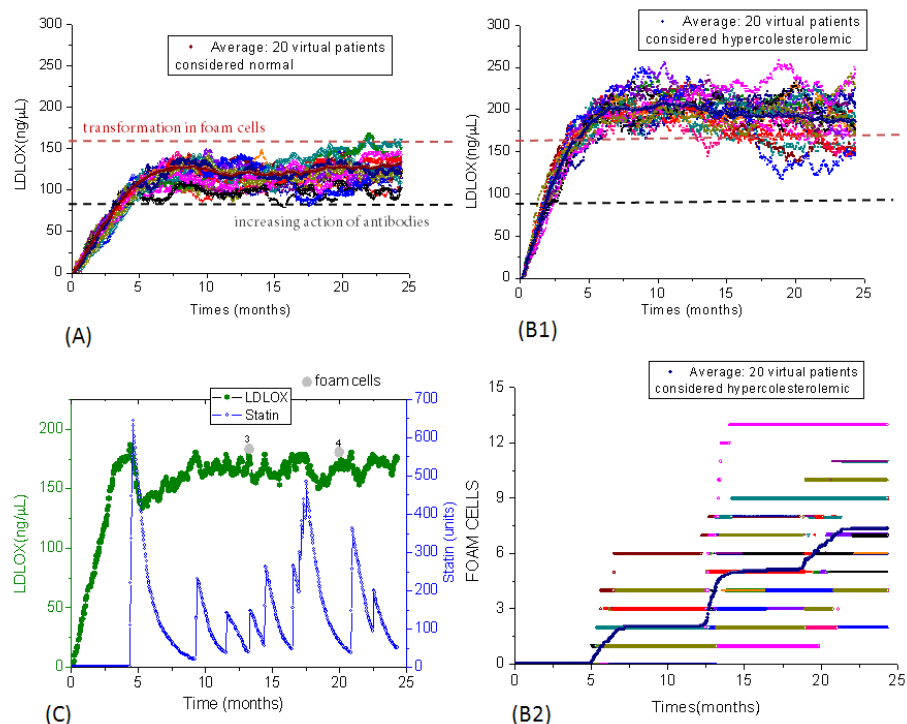 300
250
200
150
100
50
0
LDLOX(ng/µL)
Average: 20 virtual patients
considered normal
transformation in foam cells
increasing action of antibodies
0 5 10 15 20 25
Times (months)
(A)
300
250
200
150
100
50
0
LDLOX(ng/µL)
Average: 20 virtual patients
considered hypercolesterolemic
0 5 10 15 20 25
Times (months)
(B1)
foam cells
LDLOX
Statin
200
150
100
50
0
LDLOX(ng/µL)
3
4
700
600
500
400
300
200
100
0
Statin (units)
0 5 10 15 20 25
Time (months)
(C)
Average: 20 virtual patients
considered hypercolesterolemic
15
12
9
6
3
0
FOAM CELLS
0 5 10 15 20 25
Times(months)
(B2)